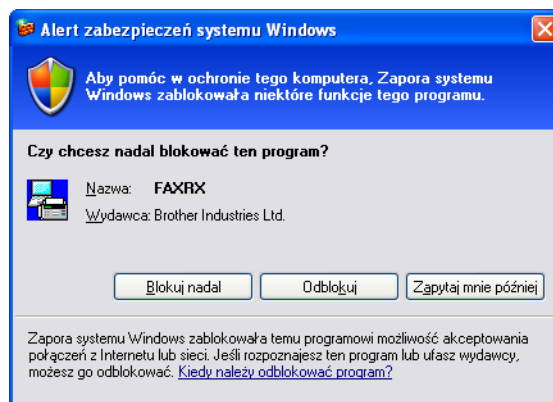 Alert zabezpieczeń systemu Windows
Aby pomóc w ochronie tego komputera, Zapora systemu
Windows zablokowała niektóre funkcje tego programu.
Czy chcesz nadal blokować ten program?
Nazwa: FAXRX
Wydawca: Brother Industries Ltd.
Blokuj nadal Odblokuj Zapytaj mnie później
Zapora systemu Windows zablokowała temu programowi możliwość akceptowania
połączeń z Internetu lub sieci. Jeśli rozpoznajesz ten program lub ufasz wydawcy,
możesz go odblokować. Kiedy należy odblokować program?